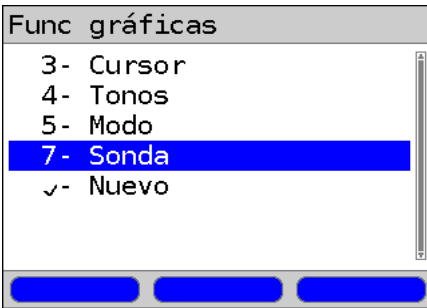 Func gráficas
3- Cursor
4- Tonos
5- Modo
7- Sonda
✓- Nuevo